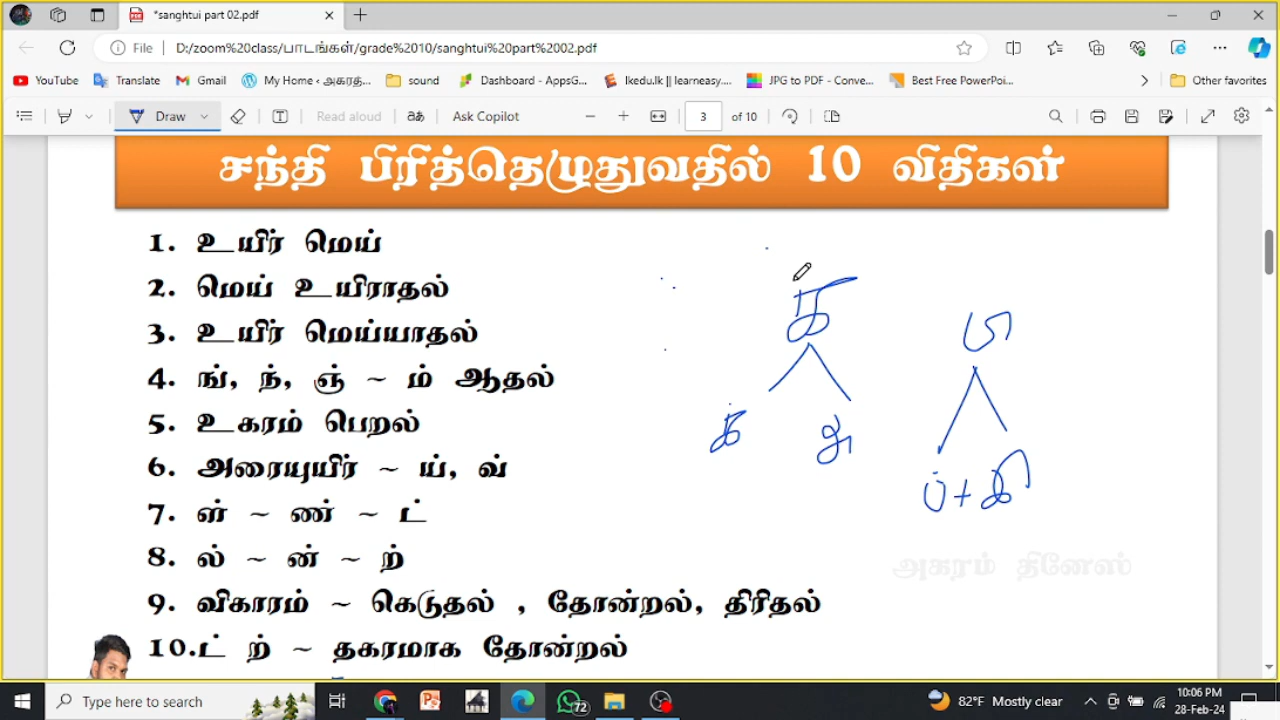 *sanghtui part 02.pdf
File D:/zoom%20class/பாடங்கள்/grade%2010/sanghtui%20part%2002.pdf
YouTube Translate Gmail My Home ‹ அகரத்... sound Dashboard - AppsG... lkedu.lk || learneasy.... JPG to PDF - Conve... Best Free PowerPoi... Other favorites
Draw Read aloud Ask Copilot 3 of 10
சந்தி பிரித்தெழுதுவதில் 10 விதிகள்
1. உயிர் மெய்
2. மெய் உயிராதல்
3. உயிர் மெய்யாதல்
4. ங், ந், ஞ் ~ ம் ஆதல்
5. உகரம் பெறல்
6. அரையுயிர் ~ ய், வ்
7. ள் ~ ண் ~ ட்
8. ல் ~ ன் ~ ற்
9. விகாரம் ~ கெடுதல் , தோன்றல், திரிதல்
10.ட் ற் ~ தகரமாக தோன்றல்
க
க் அ
ப் +
அகரம் தினேஸ்
Type here to search
72
82°F Mostly clear
10:06 PM
28-Feb-24